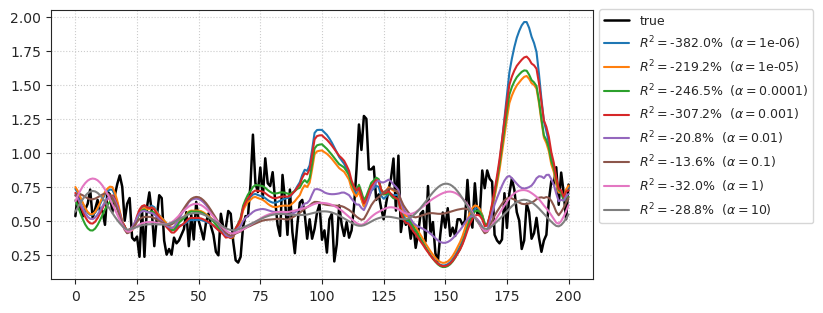 2.00
1.75
1.50
1.25
1.00
0.75
0.50
0.25
0
25
50
75
100
125
150
175
200
true
R² = -382.0% (α = 1e-06)
R² = -219.2% (α = 1e-05)
R² = -246.5% (α = 0.0001)
R² = -307.2% (α = 0.001)
R² = -20.8% (α = 0.01)
R² = -13.6% (α = 0.1)
R² = -32.0% (α = 1)
R² = -28.8% (α = 10)